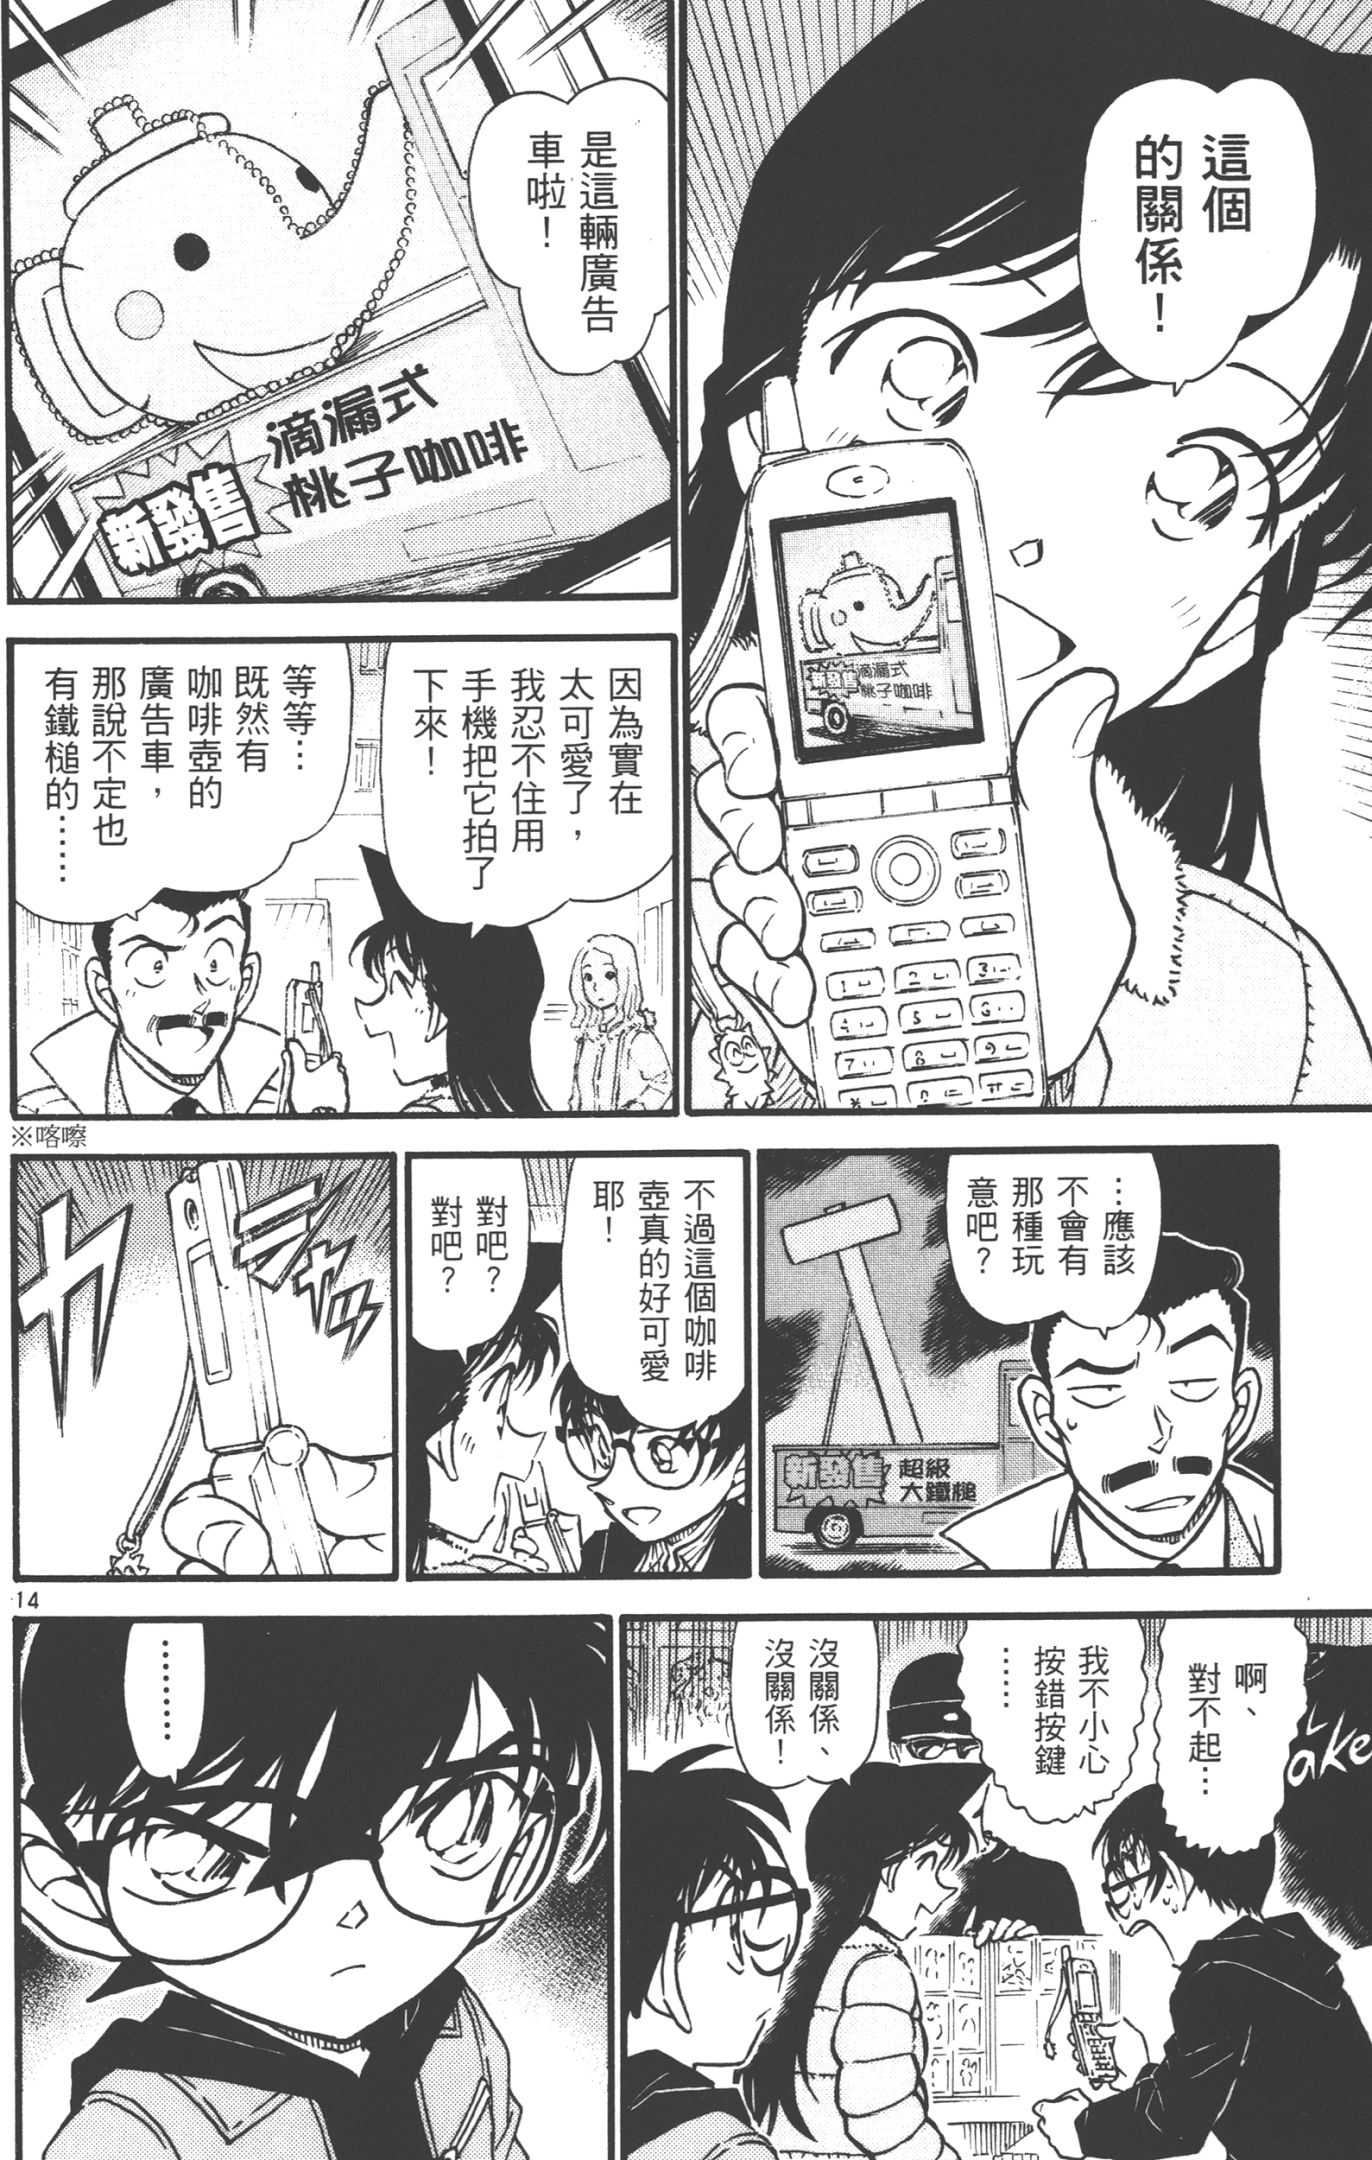 這個
的關係！
滴漏式
桃子咖啡
新發售
是這輛廣告
車啦！
滴漏式
桃子咖啡
新發售
因為實在
太可愛了，
我忍不住用
手機把它拍了
下來！
等等…
既然有
咖啡壺的
廣告車，
那說不定也
有鐵槌的……
…應該
不會有
那種玩
意吧？
新發售
超級
大鐵槌
不過這個咖啡
壺真的好可愛
耶！
對吧？
對吧？
※喀嚓
カシャッ
14
啊、
對不起…
我不小心
按錯按鍵
……
沒關係、
沒關係！
ake
………